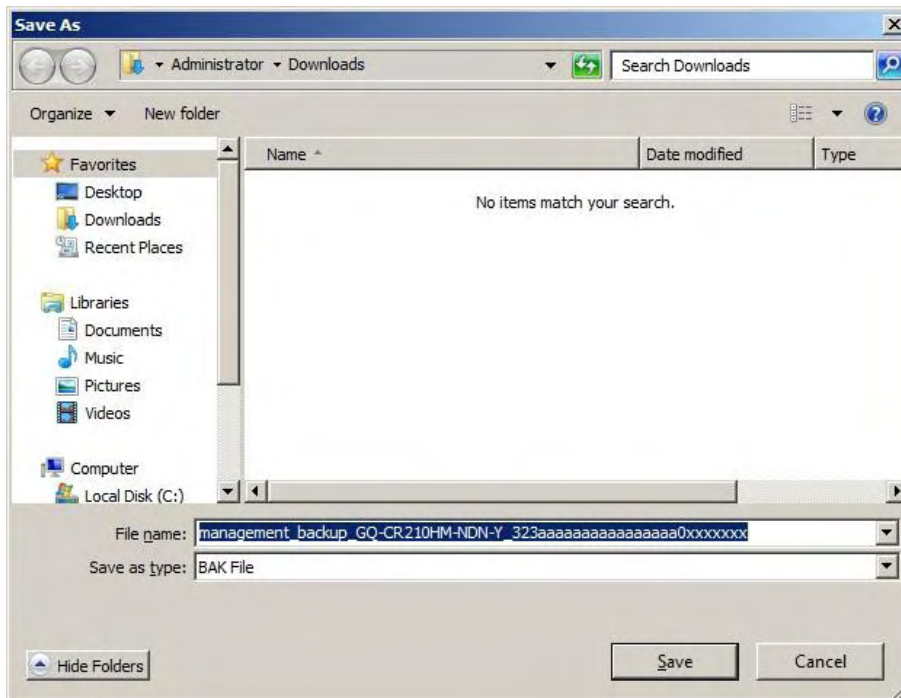 Save As
Administrator Downloads
Search Downloads
Organize New folder
Name Date modified Type
No items match your search.
Favorites
Desktop
Downloads
Recent Places
Libraries
Documents
Music
Pictures
Videos
Computer
Local Disk (C:)
File name: management_backup_GQ-CR210HM-NDN-Y_323aaaaaaaaaaaaaaaaa0xxxxxxx
Save as type: BAK File
Hide Folders Save Cancel